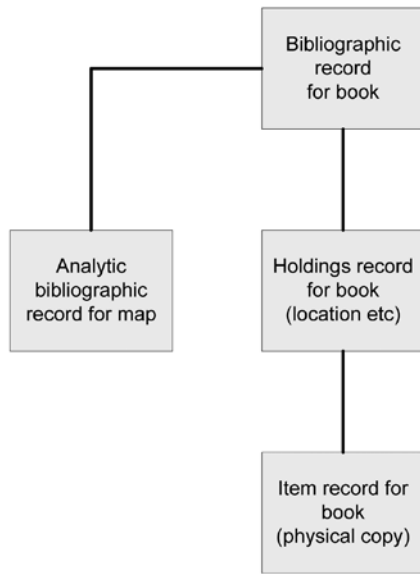 Bibliographic
record
for book
Analytic
bibliographic
record for map
Holdings record
for book
(location etc)
Item record for
book
(physical copy)